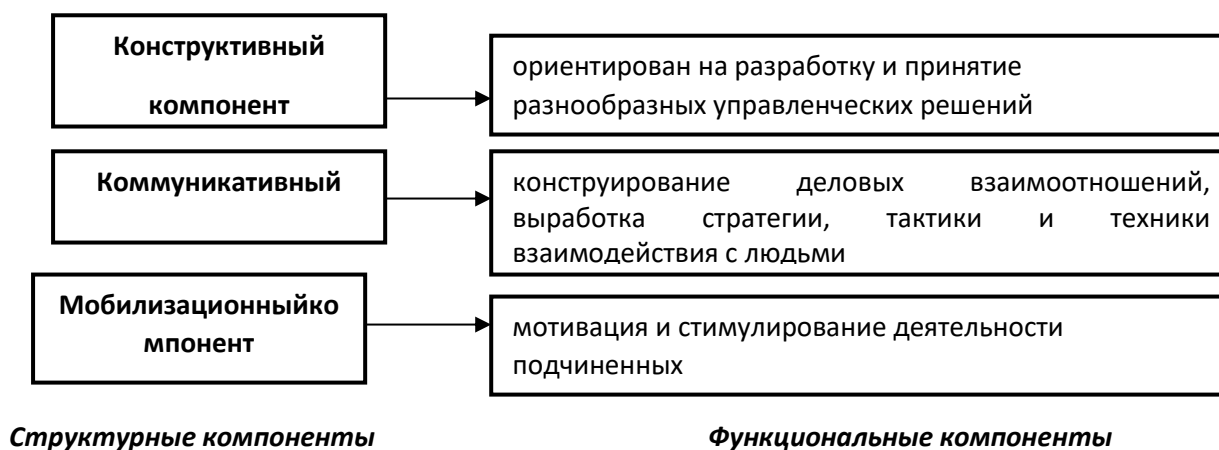 Конструктивный
компонент
ориентирован на разработку и принятие
разнообразных управленческих решений
Коммуникативный
конструирование деловых взаимоотношений,
выработка стратегии, тактики и техники
взаимодействия с людьми
Мобилизационныйко
мпонент
мотивация и стимулирование деятельности
подчиненных
Структурные компоненты
Функциональные компоненты